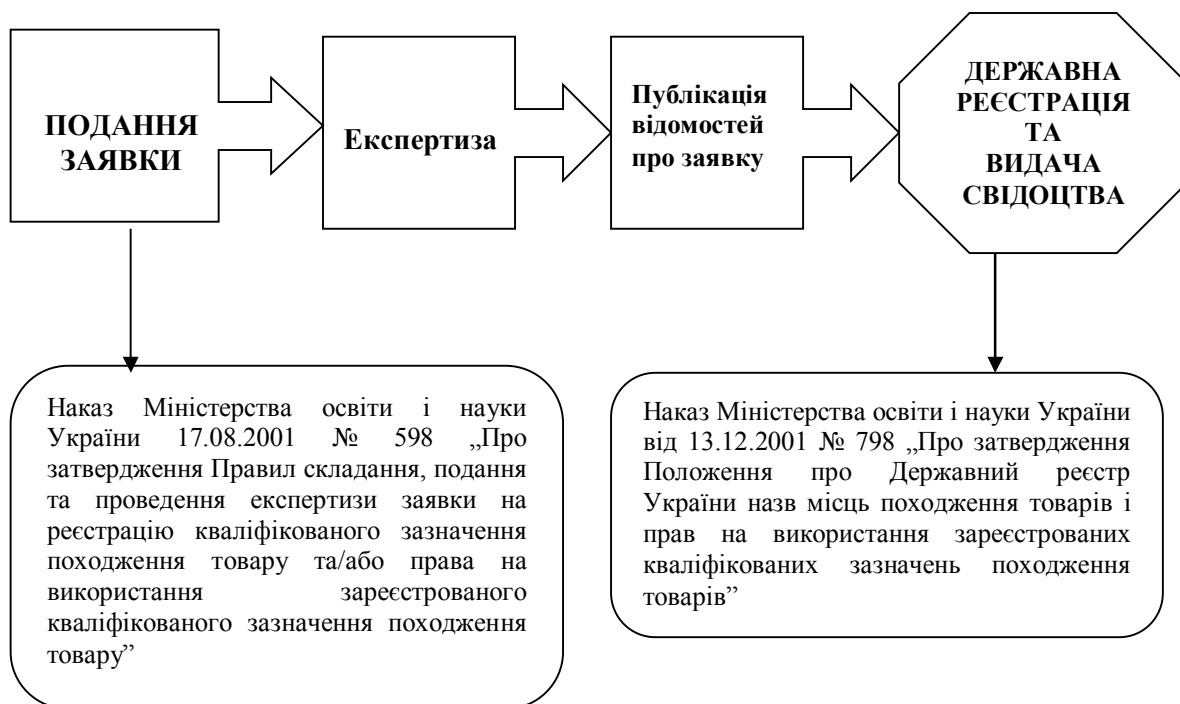 ПОДАННЯ
ЗАЯВКИ
Експертиза
Публікація
відомостей
про заявку
ДЕРЖАВНА
РЕЄСТРАЦІЯ
ТА
ВИДАЧА
СВІДОЦТВА
Наказ Міністерства освіти і науки
України 17.08.2001 № 598 „Про
затвердження Правил складання, подання
та проведення експертизи заявки на
реєстрацію кваліфікованого зазначення
походження товару та/або права на
використання зареєстрованого
кваліфікованого зазначення походження
товару”
Наказ Міністерства освіти і науки України
від 13.12.2001 № 798 „Про затвердження
Положення про Державний реєстр
України назв місць походження товарів і
прав на використання зареєстрованих
кваліфікованих зазначень походження
товарів”